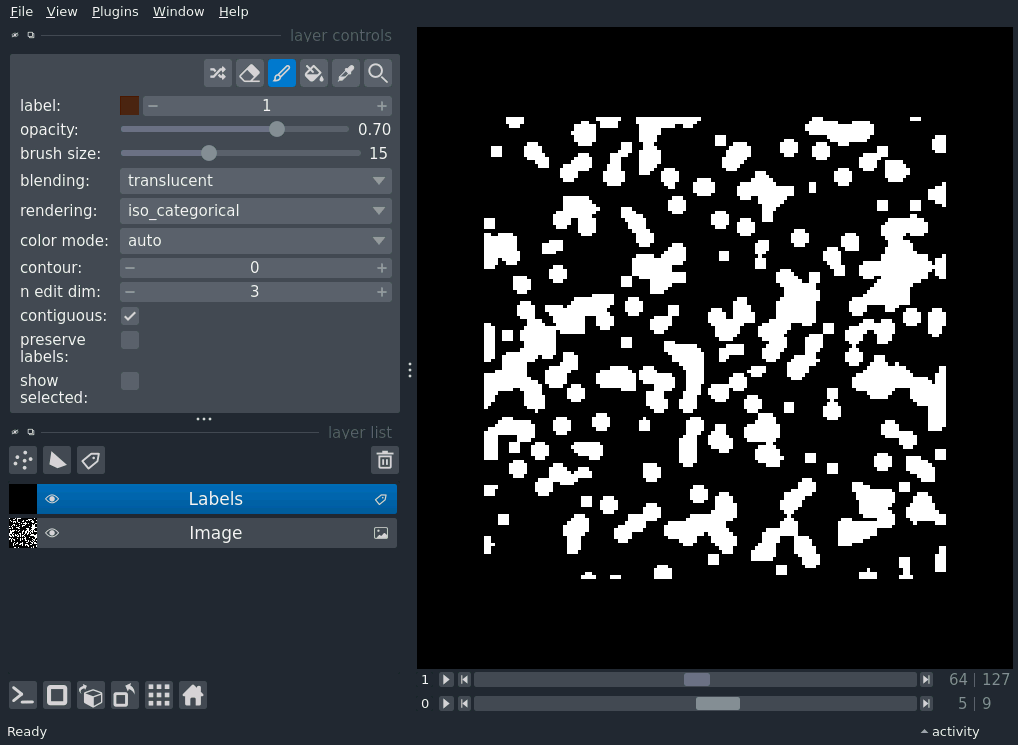 File View Plugins Window Help
layer controls
label: 1
opacity: 0.70
brush size: 15
blending: translucent
rendering: iso_categorical
color mode: auto
contour: 0
n edit dim: 3
contiguous:
preserve
labels:
show
selected:
layer list
Labels
Image
1 64 | 127
0 5 | 9
Ready activity